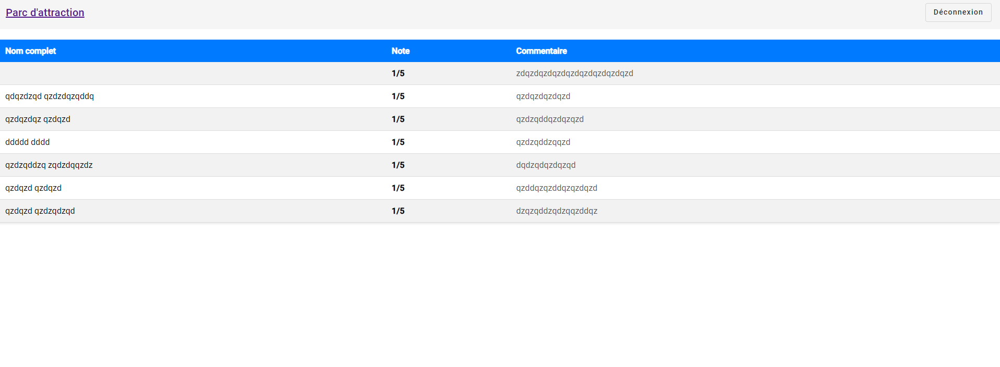 Parc d'attraction Déconnexion
Nom complet Note Commentaire
1/5 zdqzdqzdqzdqzdqzdqzdqzdqzd
qdqzdzqd qzdzdqzqddq 1/5 qzdqzdqzdqzd
qzdqzdqz qzdqzd 1/5 qzdzqddqzdqzqzd
ddddd dddd 1/5 qzdzqddzqqzd
qzdzqddzq zqdzdqqzdz 1/5 dqdzqdqzdqzqd
qzdqzd qzdqzd 1/5 qzddqzqzddqzqzdqzd
qzdqzd qzdzqdzqd 1/5 dzqzqddzqdzqqzddqz